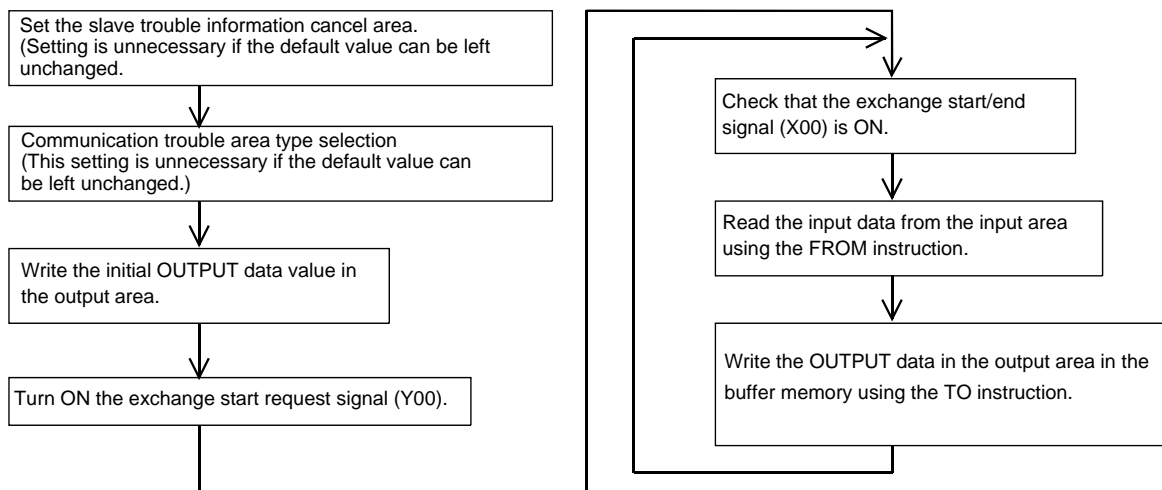 Set the slave trouble information cancel area.
(Setting is unnecessary if the default value can be left
unchanged.
Communication trouble area type selection
(This setting is unnecessary if the default value can
be left unchanged.)
Write the initial OUTPUT data value in
the output area.
Turn ON the exchange start request signal (Y00).
Check that the exchange start/end
signal (X00) is ON.
Read the input data from the input area
using the FROM instruction.
Write the OUTPUT data in the output area in the
buffer memory using the TO instruction.